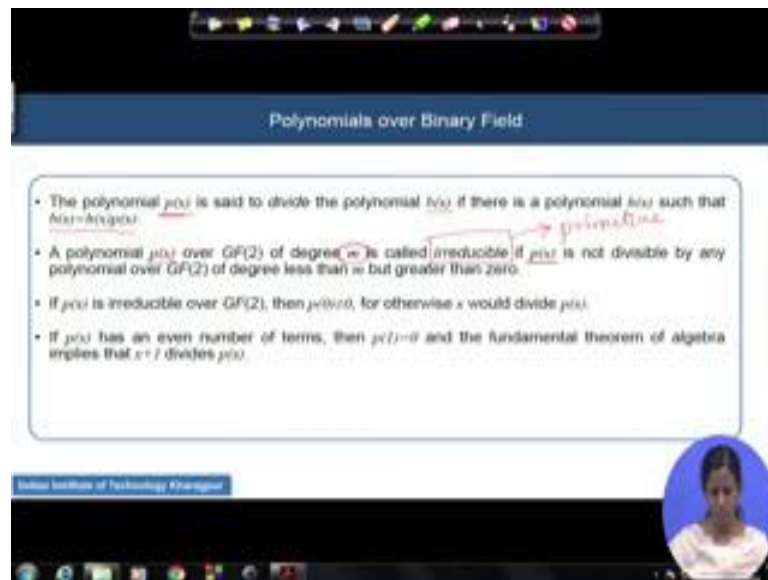 Polynomials over Binary Field
• The polynomial p(x) is said to divide the polynomial b(x) if there is a polynomial h(x) such that
b(x)=h(x)p(x).
primitive
• A polynomial p(x) over GF(2) of degree m is called irreducible if p(x) is not divisible by any
polynomial over GF(2) of degree less than m but greater than zero.
• If p(x) is irreducible over GF(2), then p(0)≠0, for otherwise x would divide p(x).
• If p(x) has an even number of terms, then p(1)=0 and the fundamental theorem of algebra
implies that x+1 divides p(x).
Indian Institute of Technology Kharagpur